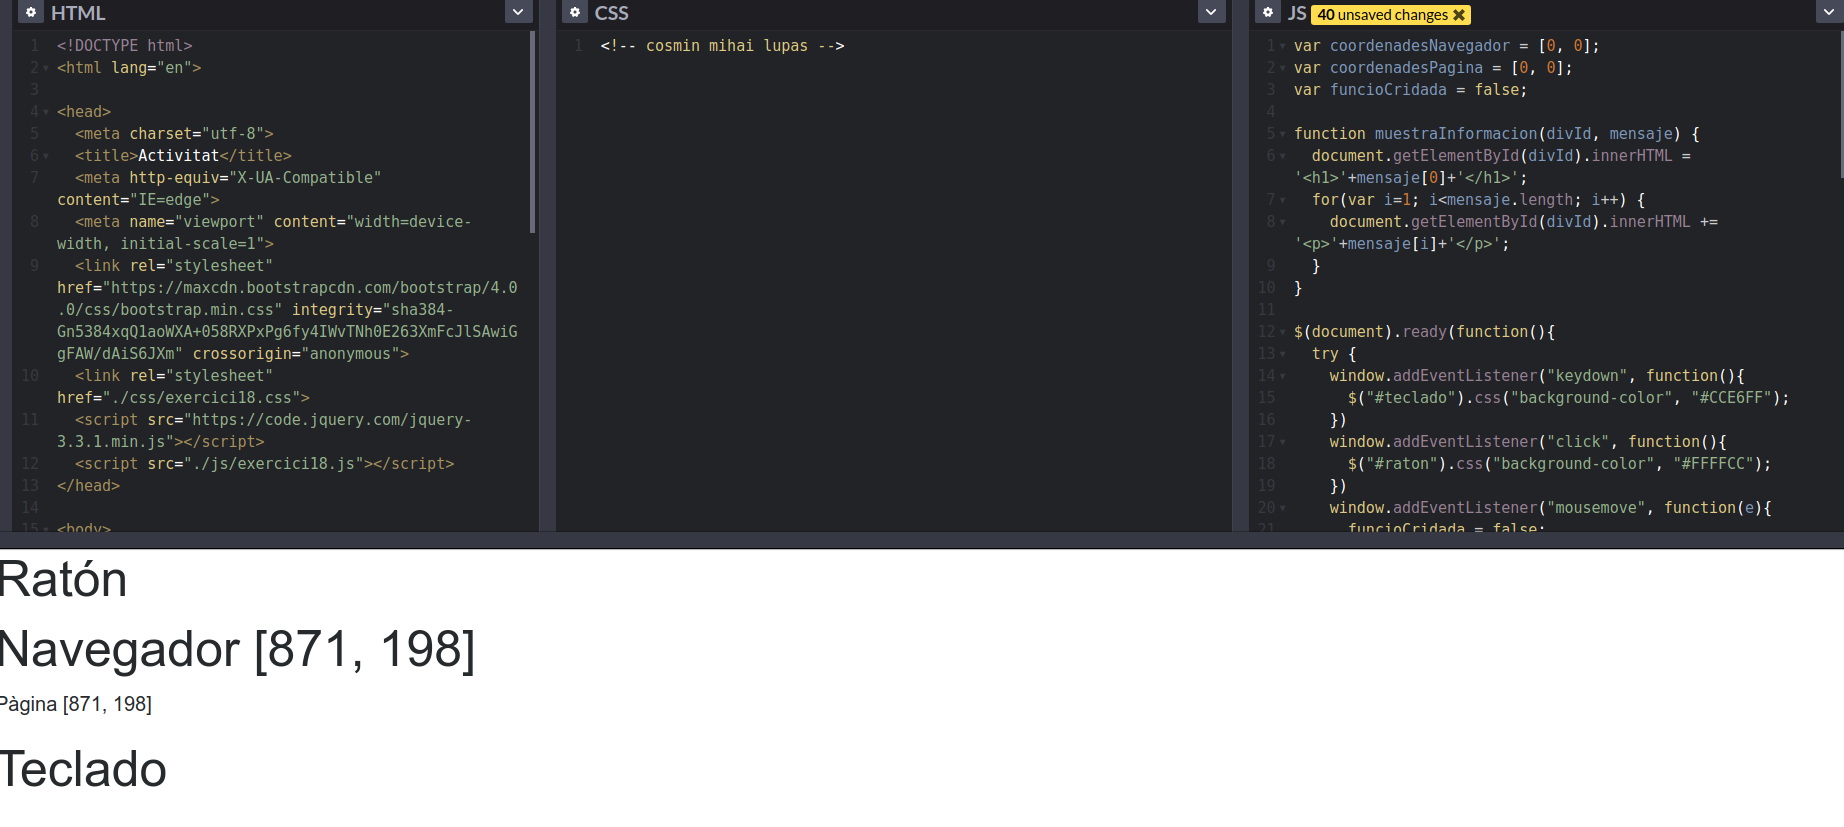 HTML
1 <!DOCTYPE html>
2 <html lang="en">
3
4 <head>
5 <meta charset="utf-8">
6 <title>Activitat</title>
7 <meta http-equiv="X-UA-Compatible"
content="IE=edge">
8 <meta name="viewport" content="width=device-
width, initial-scale=1">
9 <link rel="stylesheet"
href="https://maxcdn.bootstrapcdn.com/bootstrap/4.0
.0/css/bootstrap.min.css" integrity="sha384-
Gn5384xqQ1aoWXA+058RXPxPg6fy4IWvTNh0E263XmFcJlSAwiG
gFAW/dAiS6JXm" crossorigin="anonymous">
10 <link rel="stylesheet"
href="./css/exercici18.css">
11 <script src="https://code.jquery.com/jquery-
3.3.1.min.js"></script>
12 <script src="./js/exercici18.js"></script>
13 </head>
14
15 <body>
CSS
1 <!-- cosmin mihai lupas -->
JS 40 unsaved changes
1 var coordenadesNavegador = [0, 0];
2 var coordenadesPagina = [0, 0];
3 var funcioCridada = false;
4
5 function muestraInformacion(divId, mensaje) {
6 document.getElementById(divId).innerHTML =
'<h1>'+mensaje[0]+'</h1>';
7 for(var i=1; i<mensaje.length; i++) {
8 document.getElementById(divId).innerHTML +=
'<p>'+mensaje[i]+'</p>';
9 }
10 }
11
12 $(document).ready(function(){
13 try {
14 window.addEventListener("keydown", function(){
15 $("#teclado").css("background-color", "#CCE6FF");
16 })
17 window.addEventListener("click", function(){
18 $("#raton").css("background-color", "#FFFFCC");
19 })
20 window.addEventListener("mousemove", function(e){
21 funcioCridada = false;
Ratón
Navegador [871, 198]
Pàgina [871, 198]
Teclado